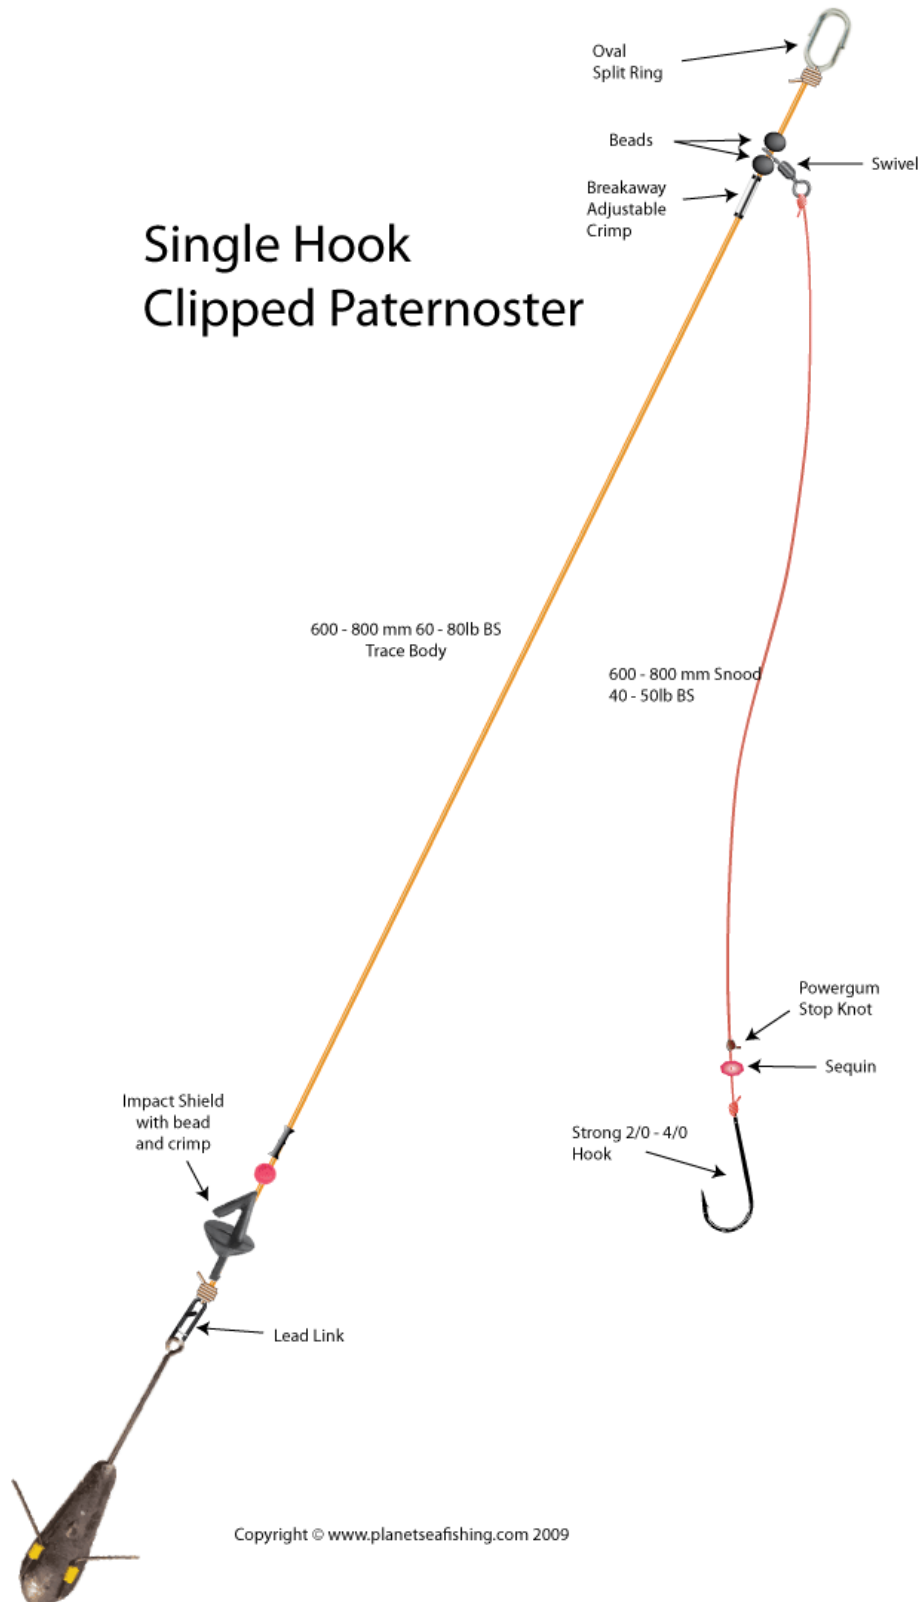 Oval
Split Ring
Beads
Swivel
Breakaway
Adjustable
Crimp
Single Hook
Clipped Paternoster
600 - 800 mm 60 - 80lb BS
Trace Body
600 - 800 mm Snood
40 - 50lb BS
Powergum
Stop Knot
Sequin
Impact Shield
with bead
and crimp
Strong 2/0 - 4/0
Hook
Lead Link
Copyright © www.planetseafishing.com 2009